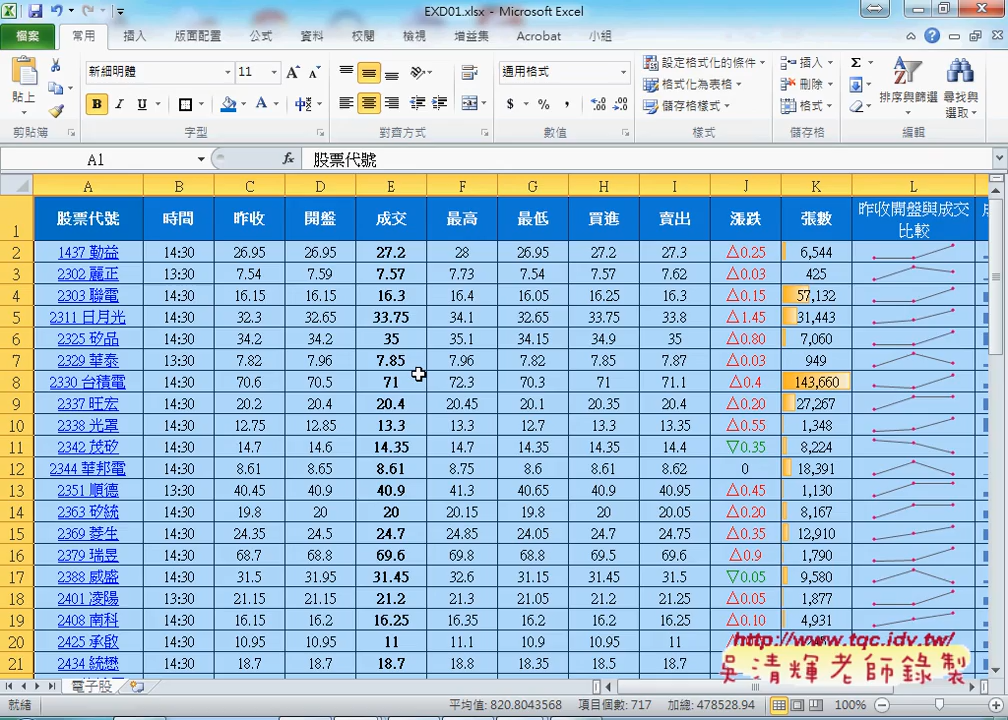 EXD01.xlsx - Microsoft Excel
檔案 常用 插入 版面配置 公式 資料 校閱 檢視 增益集 Acrobat 小組
貼上 新細明體 11 通用格式 設定格式化的條件 插入 Σ
B I U 中 $ % , 格式化為表格 刪除 排序與篩選 尋找與選取
儲存格樣式 格式
剪貼簿 字型 對齊方式 數值 樣式 儲存格 編輯
A1 fx 股票代號
A B C D E F G H I J K L
1 股票代號 時間 昨收 開盤 成交 最高 最低 買進 賣出 漲跌 張數 昨收開盤與成交比較
2 1437 勤益 14:30 26.95 26.95 27.2 28 26.95 27.2 27.3 △0.25 6,544
3 2302 麗正 13:30 7.54 7.59 7.57 7.73 7.54 7.57 7.62 △0.03 425
4 2303 聯電 14:30 16.15 16.15 16.3 16.4 16.05 16.25 16.3 △0.15 57,132
5 2311 日月光 14:30 32.3 32.65 33.75 34.1 32.65 33.75 33.8 △1.45 31,443
6 2325 矽品 14:30 34.2 34.2 35 35.1 34.15 34.9 35 △0.80 7,060
7 2329 華泰 13:30 7.82 7.96 7.85 7.96 7.82 7.85 7.87 △0.03 949
8 2330 台積電 14:30 70.6 70.5 71 72.3 70.3 71 71.1 △0.4 143,660
9 2337 旺宏 14:30 20.2 20.4 20.4 20.45 20.1 20.35 20.4 △0.20 27,267
10 2338 光罩 14:30 12.75 12.85 13.3 13.3 12.7 13.3 13.35 △0.55 1,348
11 2342 茂矽 14:30 14.7 14.6 14.35 14.7 14.35 14.35 14.4 ▽0.35 8,224
12 2344 華邦電 14:30 8.61 8.65 8.61 8.75 8.6 8.61 8.62 0 18,391
13 2351 順德 13:30 40.45 40.9 40.9 41.3 40.65 40.9 40.95 △0.45 1,130
14 2363 矽統 14:30 19.8 20 20 20.15 19.8 20 20.05 △0.20 8,167
15 2369 菱生 14:30 24.35 24.5 24.7 24.85 24.05 24.7 24.75 △0.35 12,910
16 2379 瑞昱 14:30 68.7 68.8 69.6 69.8 68.8 69.5 69.6 △0.9 1,790
17 2388 威盛 14:30 31.5 31.95 31.45 32.6 31.15 31.45 31.5 ▽0.05 9,580
18 2401 凌陽 13:30 21.15 21.15 21.2 21.3 21.05 21.2 21.25 △0.05 1,877
19 2408 南科 14:30 16.15 16.2 16.25 16.35 16.2 16.25 16.35 △0.10 4,931
20 2425 承啟 14:30 10.95 10.95 11 11.1 10.9 10.95 11
21 2434 統懋 14:30 18.7 18.7 18.7 18.8 18.35 18.5 18.7
http://www.tqc.idv.tw/
吳清輝老師錄製
電子股
就緒 平均值: 820.8043568 項目個數: 717 加總: 478528.94 100%